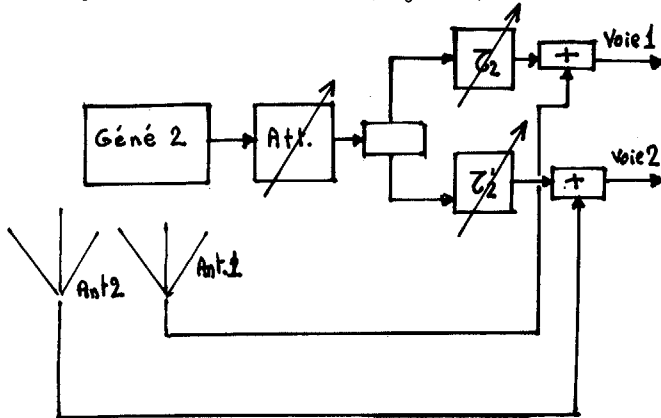 Voie 1
τ2
+
Géné 2
Att.
voie 2
τ'2
+
Ant 2
Ant.1